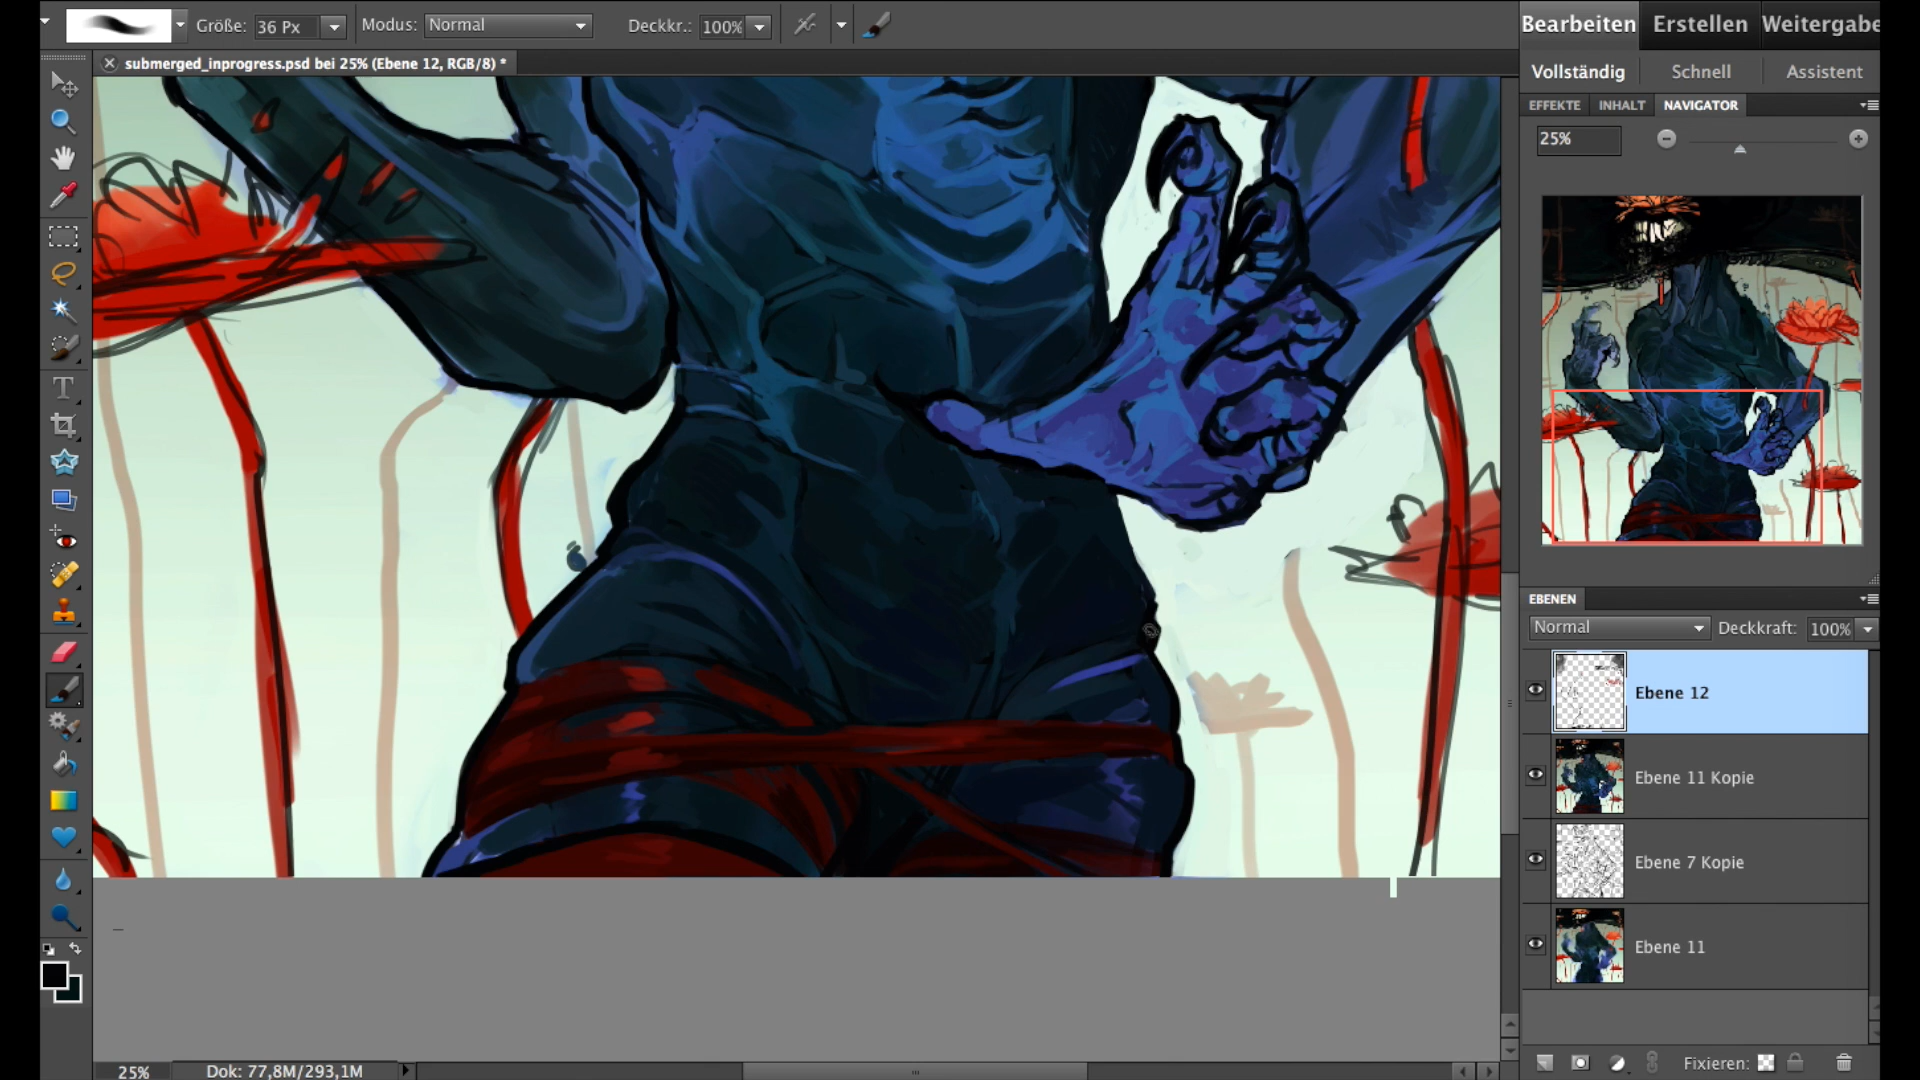 Größe: 36 Px Modus: Normal Deckkr.: 100% Bearbeiten Erstellen Weitergabe
submerged_inprogress.psd bei 25% (Ebene 12, RGB/8) * Vollständig Schnell Assistent
EFFEKTE INHALT NAVIGATOR
25%
EBENEN
Normal Deckkraft: 100%
Ebene 12
Ebene 11 Kopie
Ebene 7 Kopie
Ebene 11
Fixieren:
25% Dok: 77,8M/293,1M